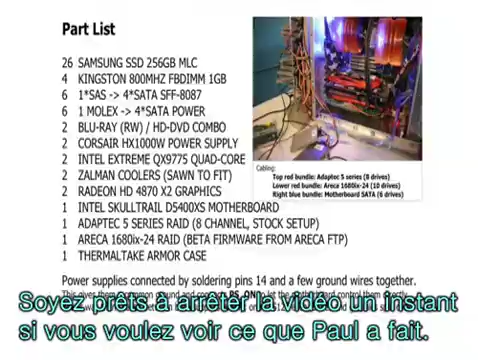 Part List
26 SAMSUNG SSD 256GB MLC
4 KINGSTON 800MHZ FBDIMM 1GB
6 1*SAS -> 4*SATA SFF-8087
6 1 MOLEX -> 4*SATA POWER
2 BLU-RAY (RW) / HD-DVD COMBO
2 CORSAIR HX1000W POWER SUPPLY
2 INTEL EXTREME QX9775 QUAD-CORE
2 ZALMAN COOLERS (SAWN TO FIT)
2 RADEON HD 4870 X2 GRAPHICS
1 INTEL SKULLTRAIL D5400XS MOTHERBOARD
1 ADAPTEC 5 SERIES RAID (8 CHANNEL, STOCK SETUP)
1 ARECA 1680ix-24 RAID (BETA FIRMWARE FROM ARECA FTP)
1 THERMALTAKE ARMOR CASE
Cabling:
Top red bundle: Adaptec 5 series (8 drives)
Lower red bundle: Areca 1680ix-24 (10 drives)
Right blue bundle: Motherboard SATA (6 drives)
Power supplies connected by soldering pins 14 and a few ground wires together.
Soyez prêts à arrêter la vidéo un instant
si vous voulez voir ce que Paul a fait.